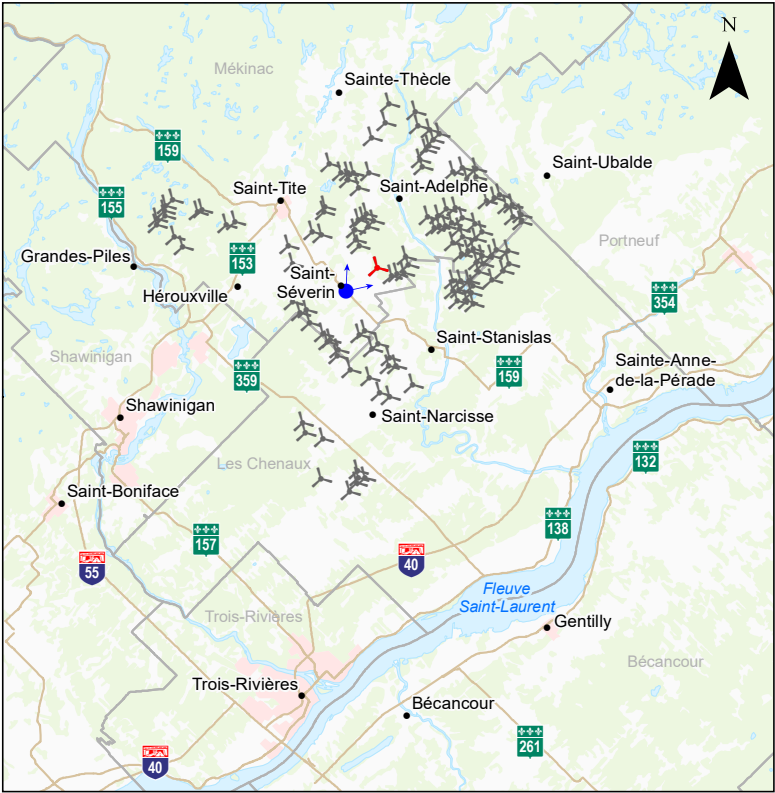 N
Mékinac
Sainte-Thècle
159
Saint-Ubalde
Saint-Tite
Saint-Adelphe
155
Portneuf
Grandes-Piles
153
Saint-
Séverin
Hérouxville
354
Saint-Stanislas
Shawinigan
359
159
Sainte-Anne-
de-la-Pérade
Shawinigan
Saint-Narcisse
132
Les Chenaux
Saint-Boniface
138
157
40
55
Fleuve
Saint-Laurent
Trois-Rivières
Gentilly
Bécancour
Trois-Rivières
Bécancour
261
40